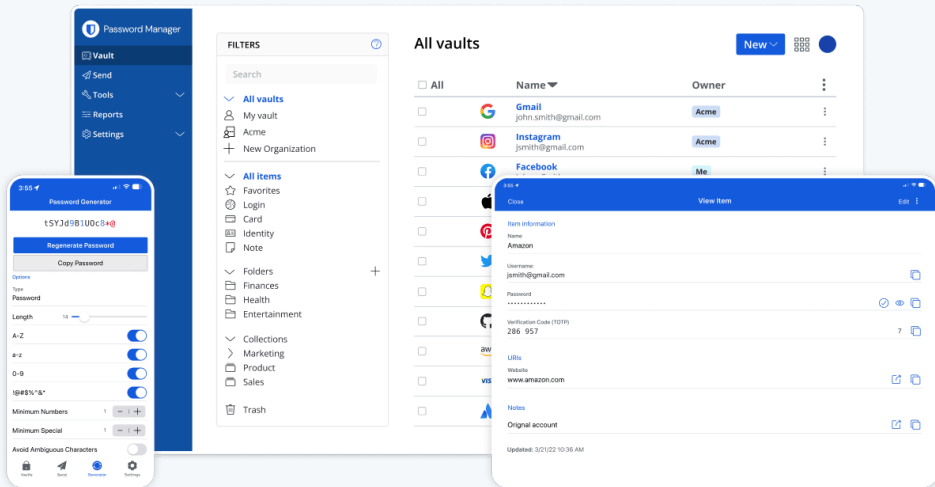 Password Manager
Vault
Send
Tools
Reports
Settings
FILTERS
Search
All vaults
My vault
Acme
New Organization
All items
Favorites
Login
Card
Identity
Note
Folders
Finances
Health
Entertainment
Collections
Marketing
Product
Sales
Trash
All vaults
New
All Name Owner
Gmail
john.smith@gmail.com
Acme
Instagram
jsmith@gmail.com
Acme
Facebook
Me
aw
VIS
3:55
Password Generator
tSYJd9B1UOc8*@
Regenerate Password
Copy Password
Options
Type
Password
Length 14
A-Z
a-z
0-9
!@#$%^&*
Minimum Numbers 1
Minimum Special 1
Avoid Ambiguous Characters
Send
Generator
Settings
3:55
Close View Item Edit
Item information
Name
Amazon
Username:
jsmith@gmail.com
Password
············
Verification Code (TOTP)
286 957 7
URIs
Website
www.amazon.com
Notes
Orignal account
Updated: 3/21/22 10:36 AM